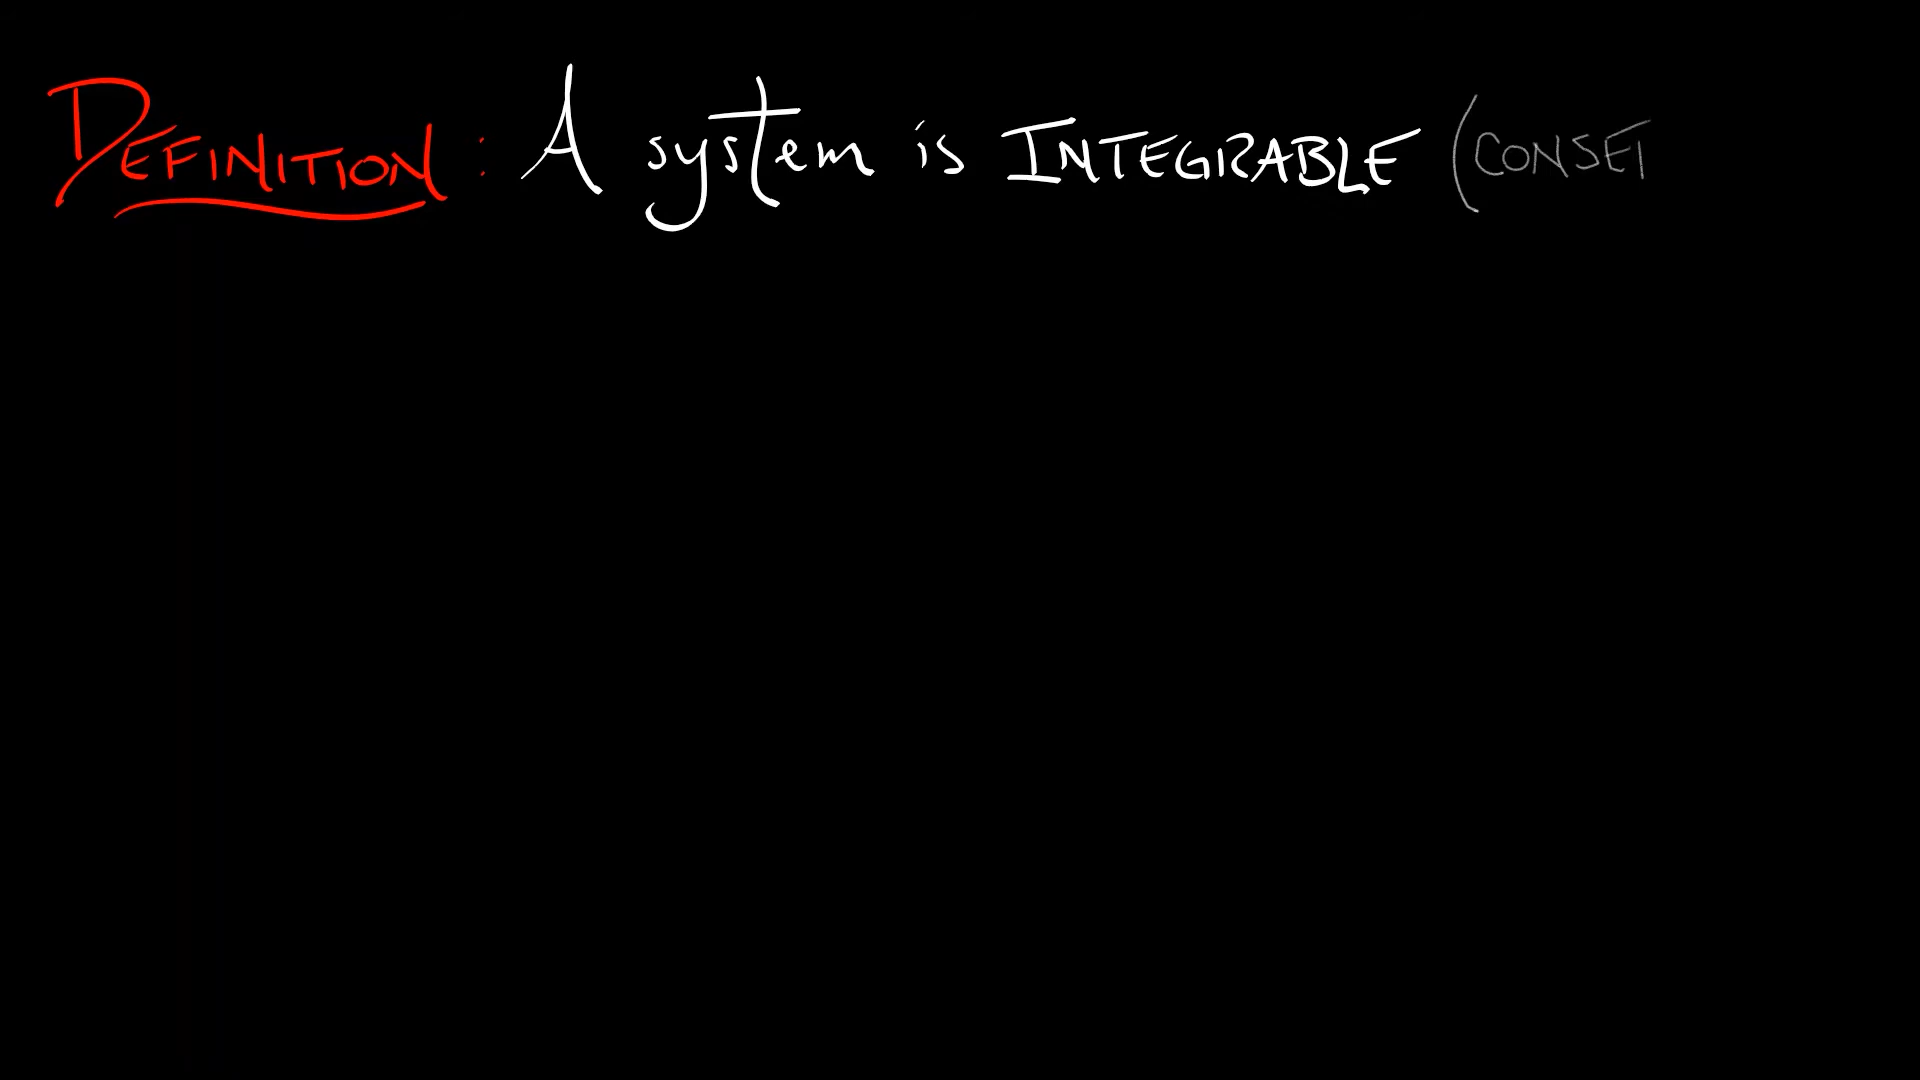 DEFINITION: A system is INTEGRABLE (CONSE